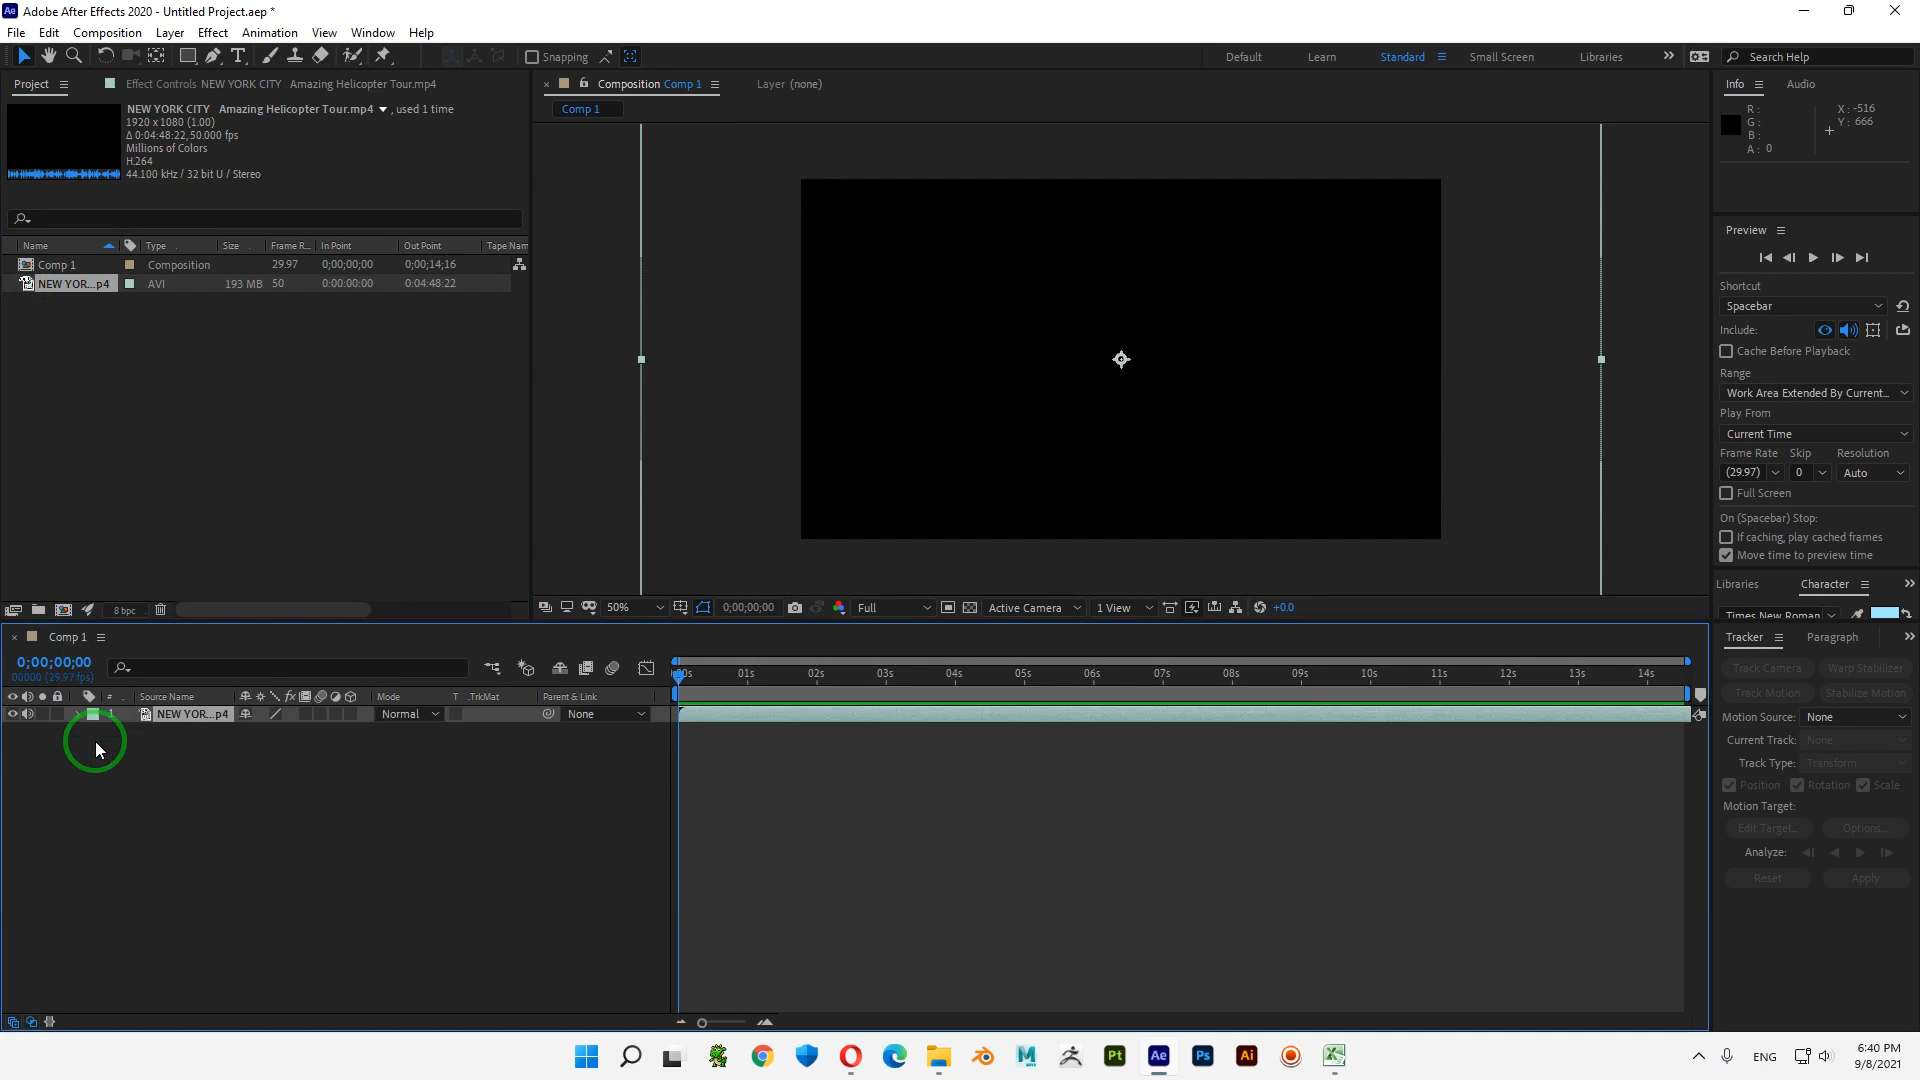 Adobe After Effects 2020 - Untitled Project.aep *
File Edit Composition Layer Effect Animation View Window Help
Snapping Default Learn Standard Small Screen Libraries Search Help
Project Effect Controls NEW YORK CITY Amazing Helicopter Tour.mp4
NEW YORK CITY Amazing Helicopter Tour.mp4 , used 1 time
1920 x 1080 (1.00)
Δ 0:04:48:22, 50.000 fps
Millions of Colors
H.264
44.100 kHz / 32 bit U / Stereo
Name Type Size Frame R... In Point Out Point Tape Nam
Comp 1 Composition 29.97 0;00;00;00 0;00;14;16
NEW YOR...p4 AVI 193 MB 50 0:00:00:00 0:04:48:22
8 bpc
Composition Comp 1 Layer (none)
Comp 1
50% 0;00;00;00 Full Active Camera 1 View +0.0
Info Audio
R :
G :
B :
A : 0
X : -516
Y : 666
Preview
Shortcut
Spacebar
Include:
Cache Before Playback
Range
Work Area Extended By Current...
Play From
Current Time
Frame Rate Skip Resolution
(29.97) 0 Auto
Full Screen
On (Spacebar) Stop:
If caching, play cached frames
Move time to preview time
Libraries Character
Times New Roman
Comp 1
0;00;00;00
00000 (29.97 fps)
# Source Name Mode T .TrkMat Parent & Link
1 NEW YOR...p4 Normal None
01s 02s 03s 04s 05s 06s 07s 08s 09s 10s 11s 12s 13s 14s
Tracker Paragraph
Track Camera Warp Stabilizer
Track Motion Stabilize Motion
Motion Source: None
Current Track: None
Track Type: Transform
Position Rotation Scale
Motion Target:
Edit Target... Options...
Analyze:
Reset Apply
Pt Ae Ps Ai
ENG
6:40 PM
9/8/2021